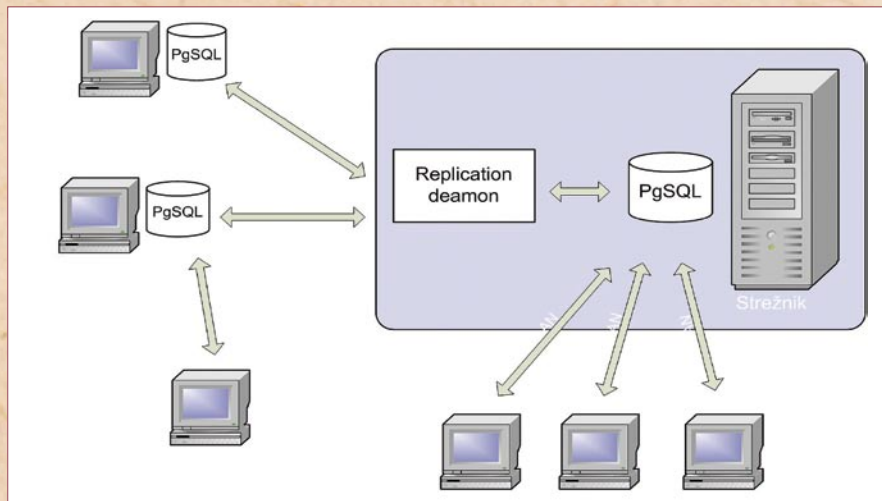 PgSQL
PgSQL
Replication
deamon
PgSQL
Strežnik